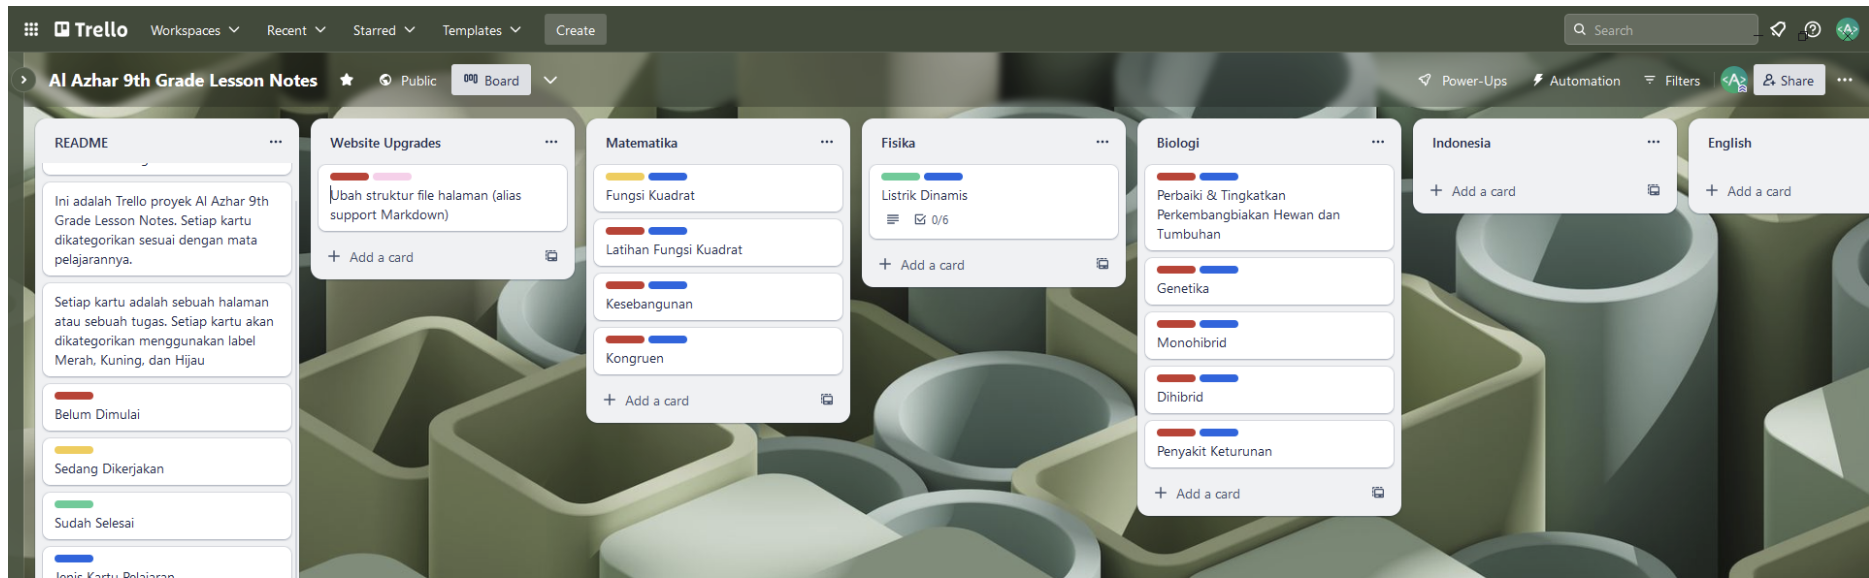 Trello
Workspaces
Recent
Starred
Templates
Create
Search
Al Azhar 9th Grade Lesson Notes
Public
Board
Power-Ups
Automation
Filters
<A>
Share
README
Ini adalah Trello proyek Al Azhar 9th
Grade Lesson Notes. Setiap kartu
dikategorikan sesuai dengan mata
pelajarannya.
Setiap kartu adalah sebuah halaman
atau sebuah tugas. Setiap kartu akan
dikategorikan menggunakan label
Merah, Kuning, dan Hijau
Belum Dimulai
Sedang Dikerjakan
Sudah Selesai
Jenis Kartu Pelajaran
Website Upgrades
Ubah struktur file halaman (alias
support Markdown)
Add a card
Matematika
Fungsi Kuadrat
Latihan Fungsi Kuadrat
Kesebangunan
Kongruen
Add a card
Fisika
Listrik Dinamis
0/6
Add a card
Biologi
Perbaiki & Tingkatkan
Perkembangbiakan Hewan dan
Tumbuhan
Genetika
Monohibrid
Dihibrid
Penyakit Keturunan
Add a card
Indonesia
Add a card
English
Add a card